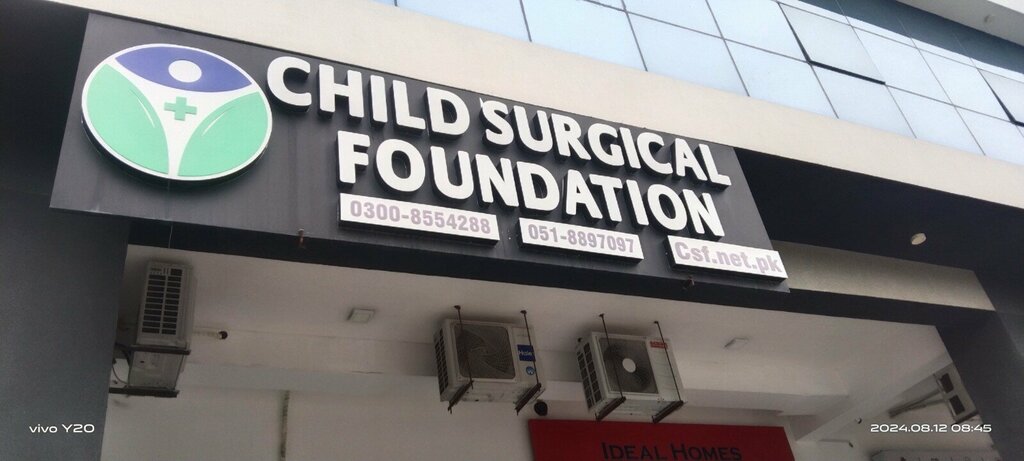 CHILD SURGICAL
FOUNDATION
0300-8554288
051-8897097
Csf.net.pk
Haier
IDEAL HOMES
vivo Y20
2024.08.12 08:45